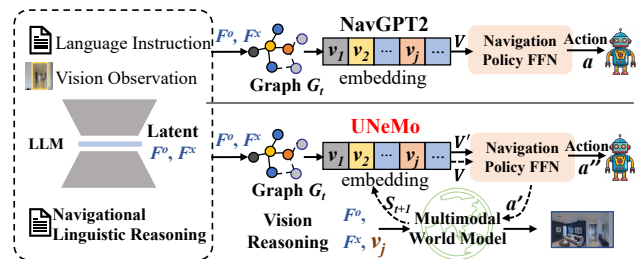 Language Instruction
Vision Observation
LLM
Latent
F^o, F^x
Navigational
Linguistic Reasoning
NavGPT2
F^o, F^x
Graph G_t
v_1 v_2 ... v_j ...
embedding
V
Navigation
Policy FFN
Action
a
UNeMo
F^o, F^x
Graph G_t
v_1 v_2 ... v_j ...
embedding
V'
V
Navigation
Policy FFN
Action
a''
S_{t+1}
a'
Vision
Reasoning
F^o,
F^x, v_j
Multimodal
World Model